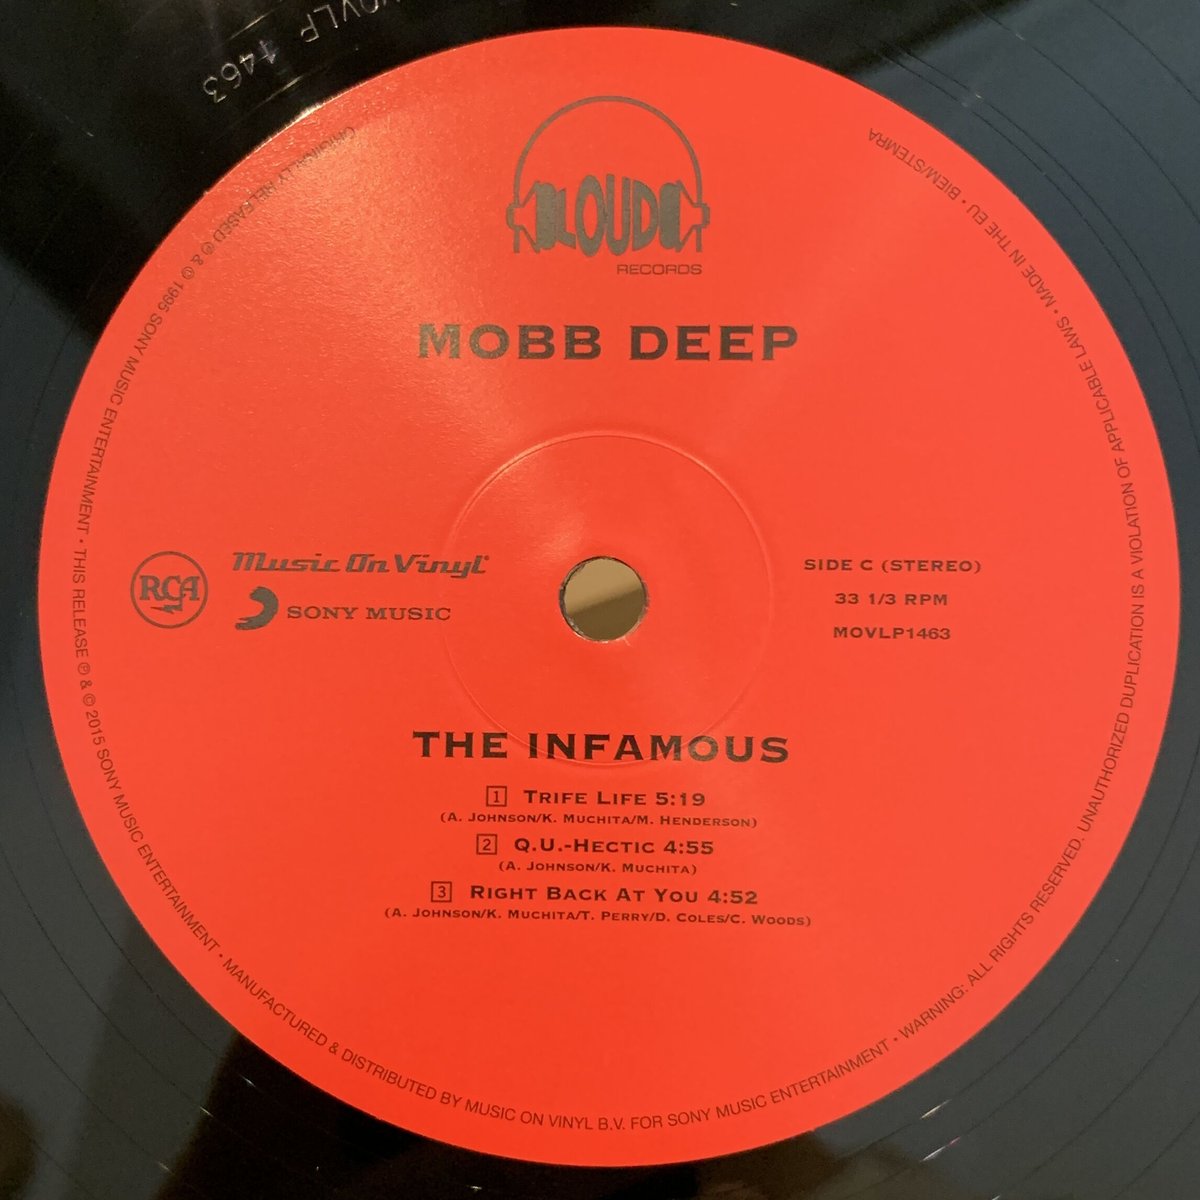 MOVLP 1463
LOUD
RECORDS
MOBB DEEP
RCA
Music On Vinyl
SONY MUSIC
SIDE C (STEREO)
33 1/3 RPM
MOVLP1463
THE INFAMOUS
1 TRIFE LIFE 5:19
(A. JOHNSON/K. MUCHITA/M. HENDERSON)
2 Q.U.-HECTIC 4:55
(A. JOHNSON/K. MUCHITA)
3 RIGHT BACK AT YOU 4:52
(A. JOHNSON/K. MUCHITA/T. PERRY/D. COLES/C. WOODS)
ORIGINALLY RELEASED ℗ & © 1995 SONY MUSIC ENTERTAINMENT • THIS RELEASE ℗ & © 2015 SONY MUSIC ENTERTAINMENT • MANUFACTURED & DISTRIBUTED BY MUSIC ON VINYL B.V. FOR SONY MUSIC ENTERTAINMENT • WARNING: ALL RIGHTS RESERVED. UNAUTHORIZED DUPLICATION IS A VIOLATION OF APPLICABLE LAWS • MADE IN THE EU • BIEM/STEMRA